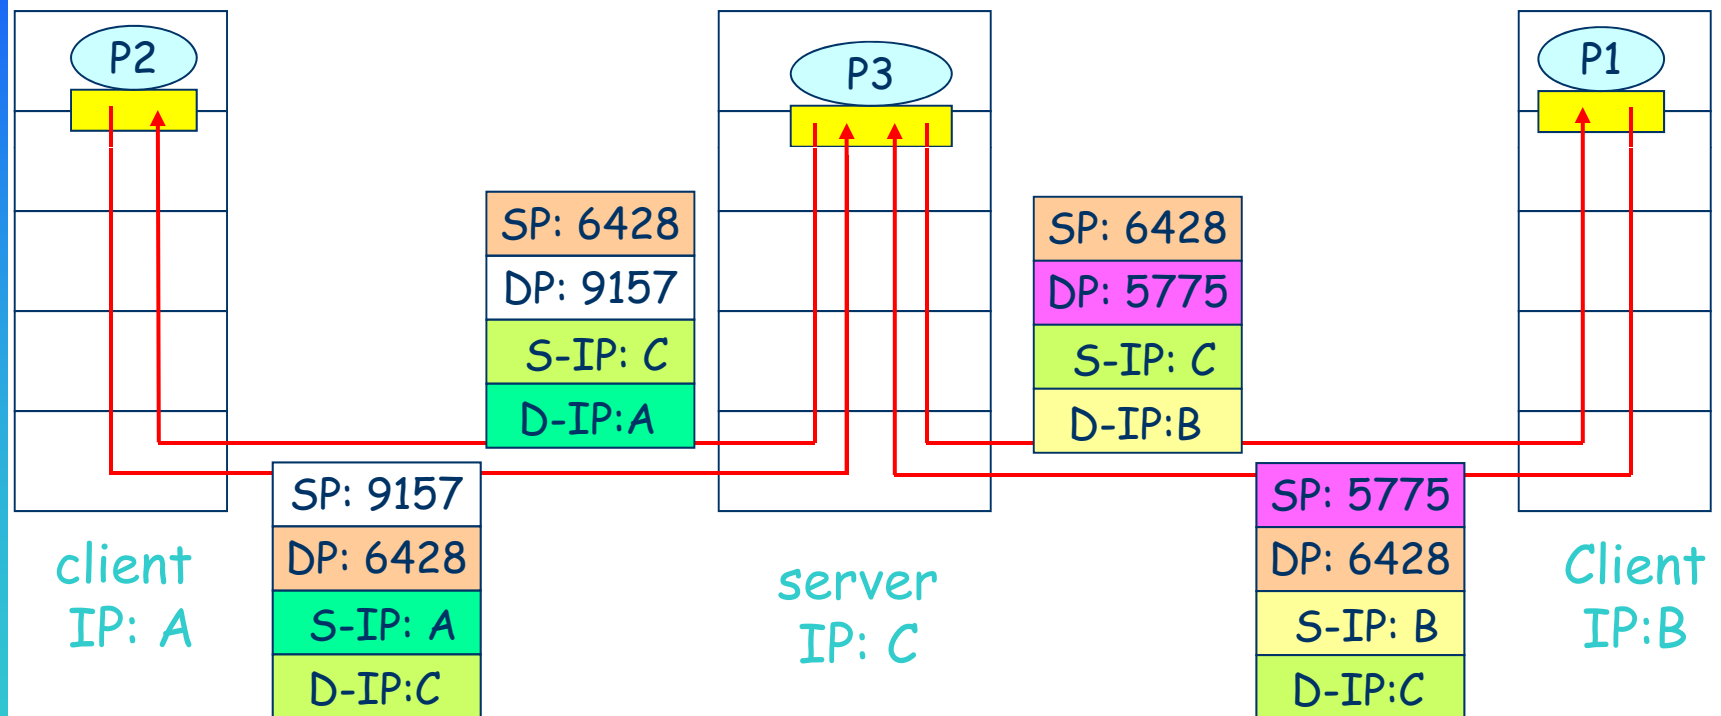 P2
P3
P1
SP: 6428
DP: 9157
S-IP: C
D-IP:A
SP: 6428
DP: 5775
S-IP: C
D-IP:B
SP: 9157
DP: 6428
S-IP: A
D-IP:C
SP: 5775
DP: 6428
S-IP: B
D-IP:C
client
IP: A
server
IP: C
Client
IP:B